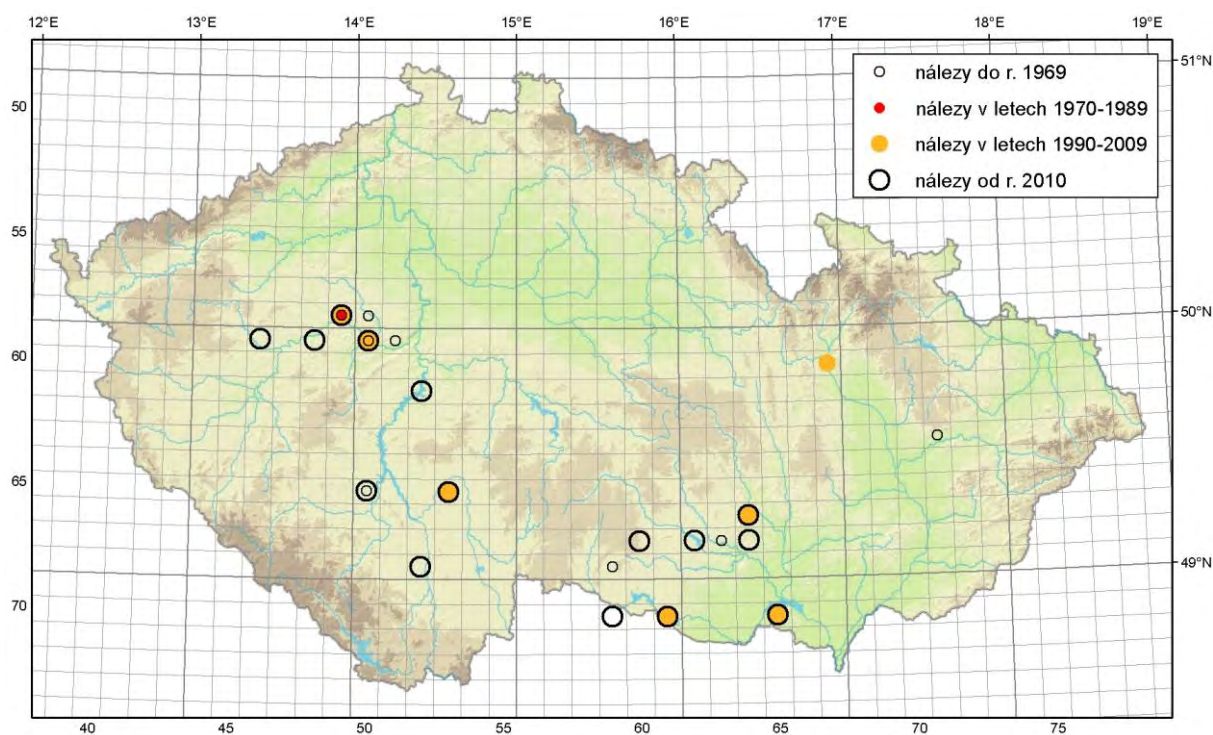 12°E 13°E 14°E 15°E 16°E 17°E 18°E 19°E
nálezy do r. 1969
nálezy v letech 1970-1989
nálezy v letech 1990-2009
nálezy od r. 2010
51°N
50
55
50°N
60
65
49°N
70
40 45 50 55 60 65 70 75